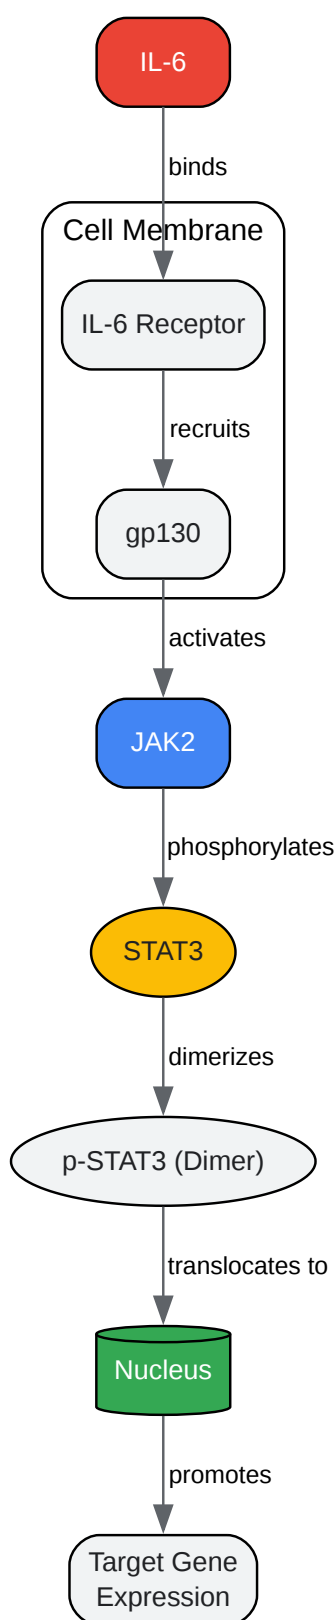 IL-6
binds
Cell Membrane
IL-6 Receptor
recruits
gp130
activates
JAK2
phosphorylates
STAT3
dimerizes
p-STAT3 (Dimer)
translocates to
Nucleus
promotes
Target Gene
Expression